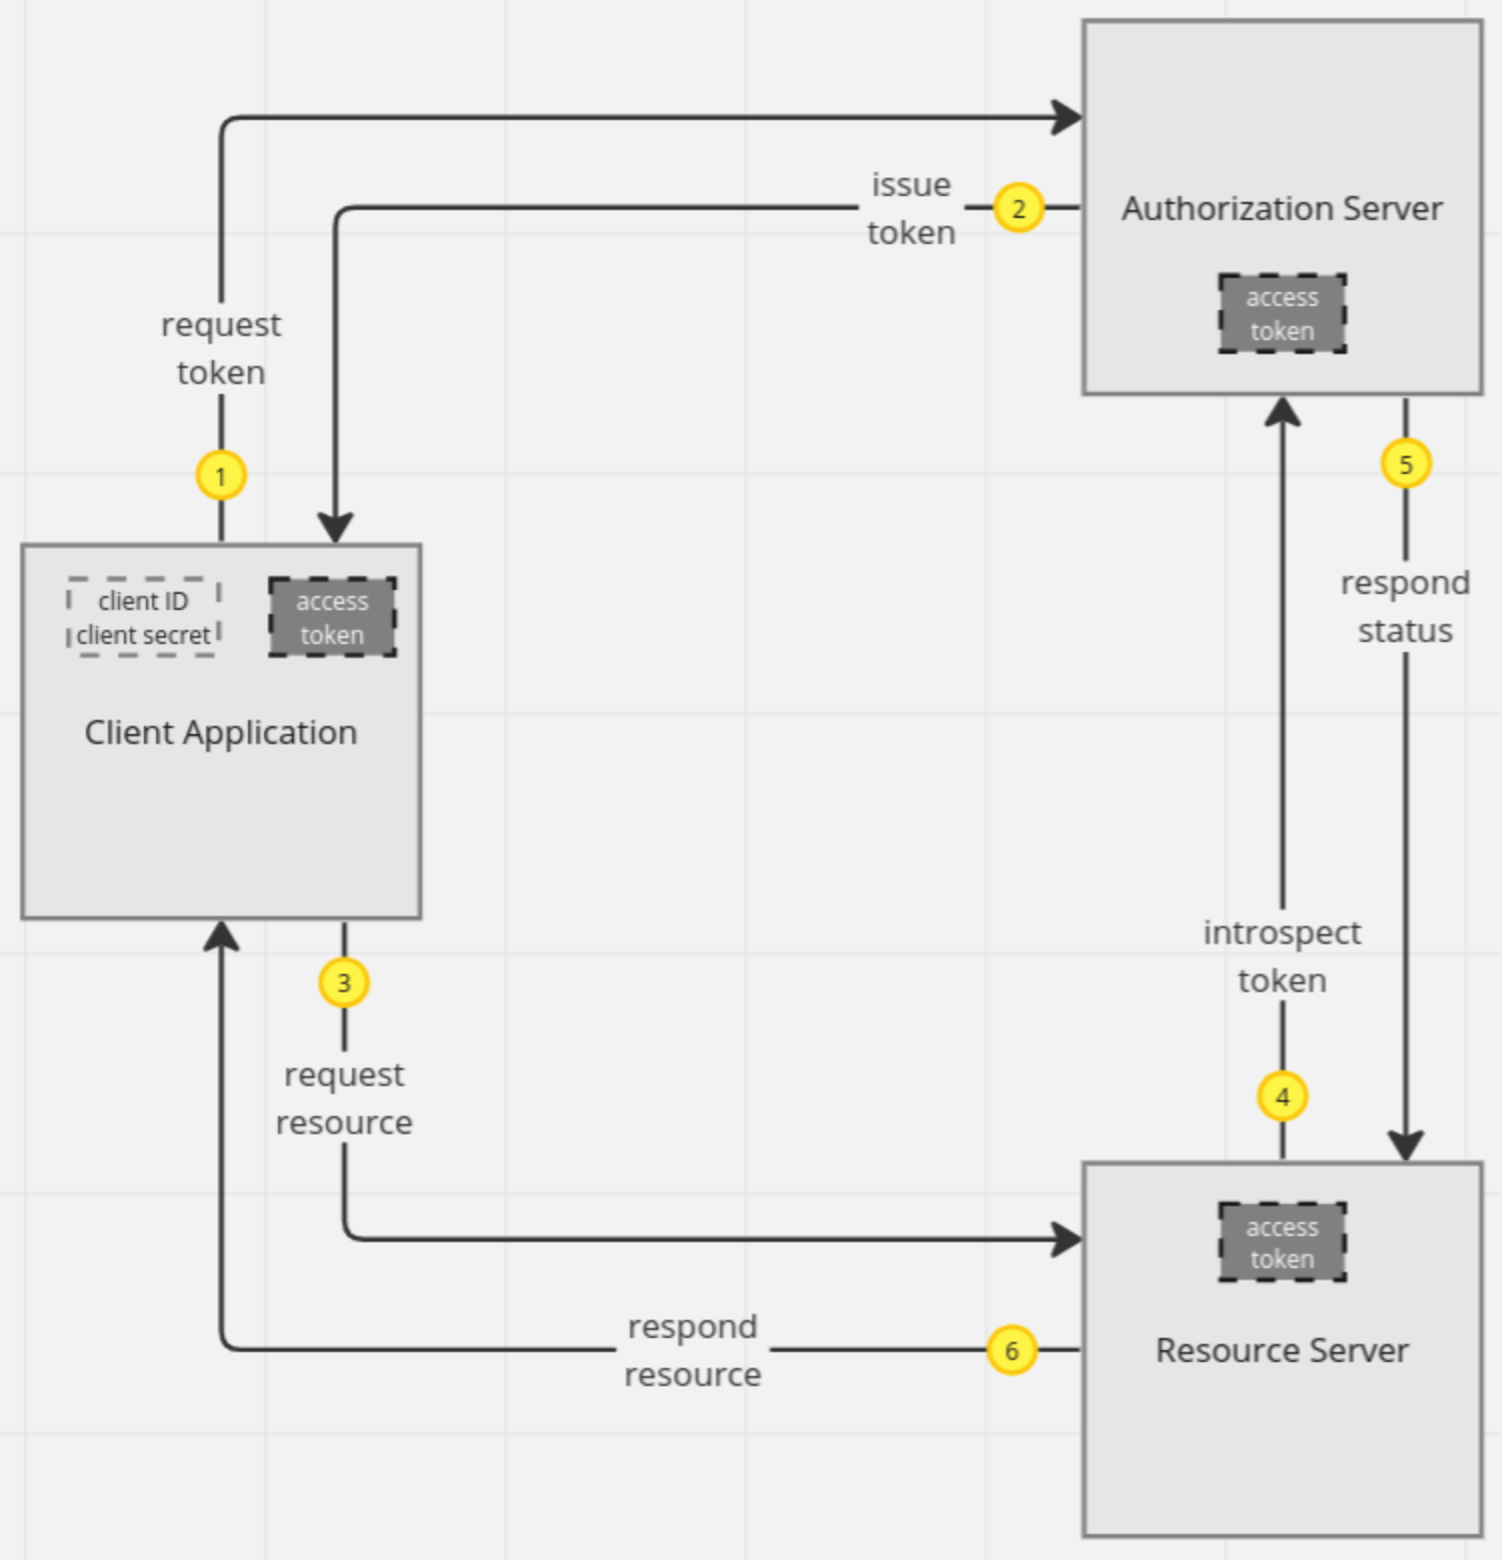 issue
token
2
Authorization Server
access
token
request
token
1
5
respond
status
client ID
client secret
access
token
Client Application
3
request
resource
introspect
token
4
access
token
Resource Server
respond
resource
6